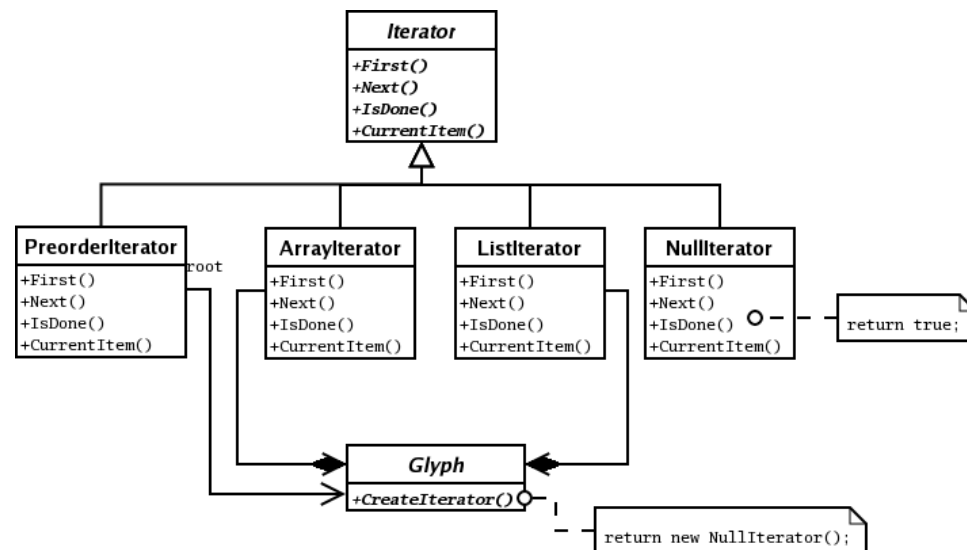 Iterator
+First()
+Next()
+IsDone()
+CurrentItem()
PreorderIterator
+First()
+Next()
+IsDone()
+CurrentItem()
root
ArrayIterator
+First()
+Next()
+IsDone()
+CurrentItem()
ListIterator
+First()
+Next()
+IsDone()
+CurrentItem()
NullIterator
+First()
+Next()
+IsDone()
+CurrentItem()
return true;
Glyph
+CreateIterator()
return new NullIterator();